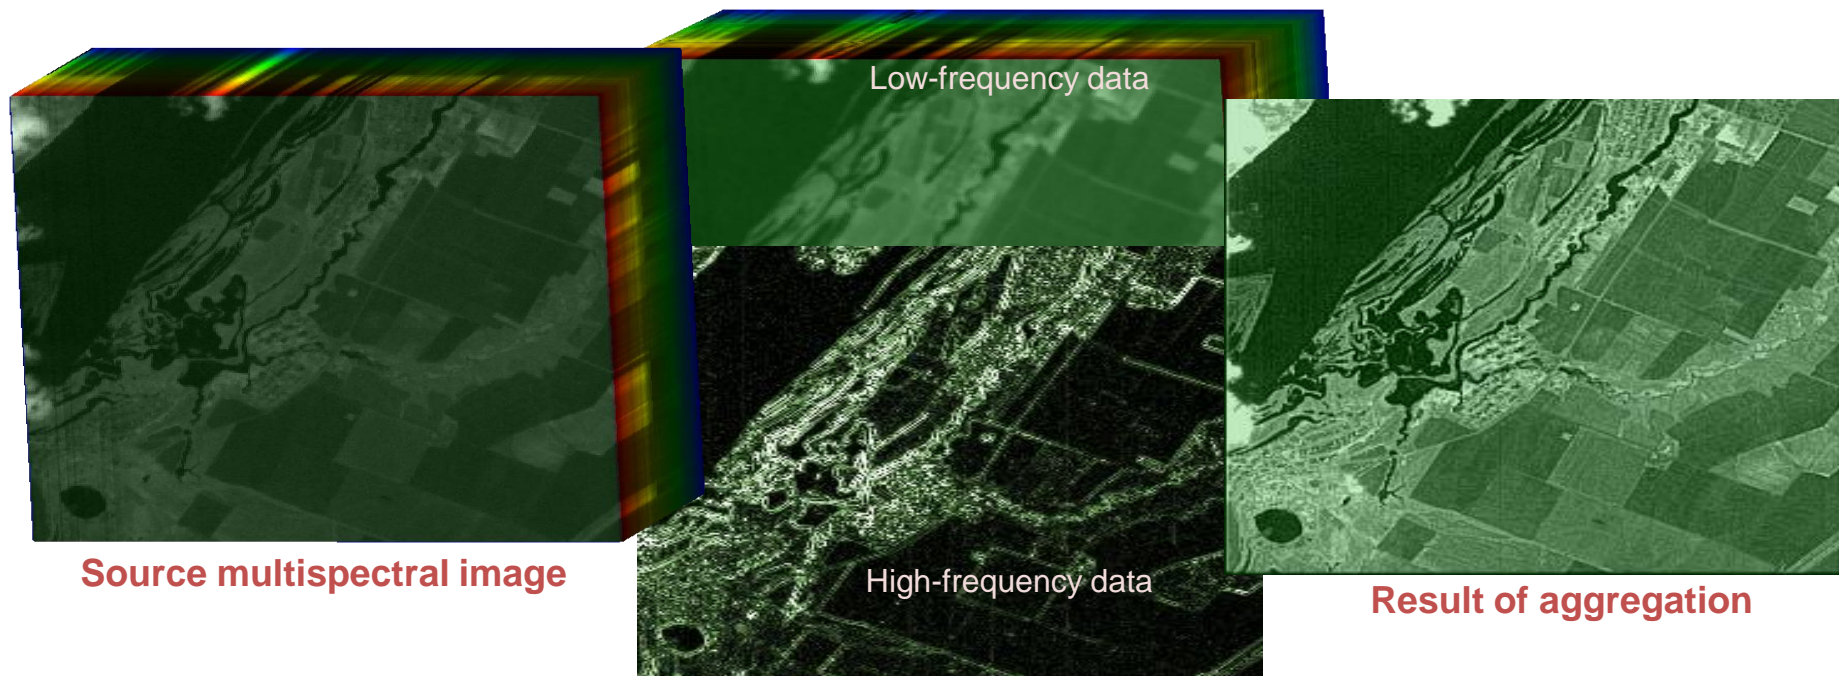 Low-frequency data
High-frequency data
Source multispectral image
Result of aggregation